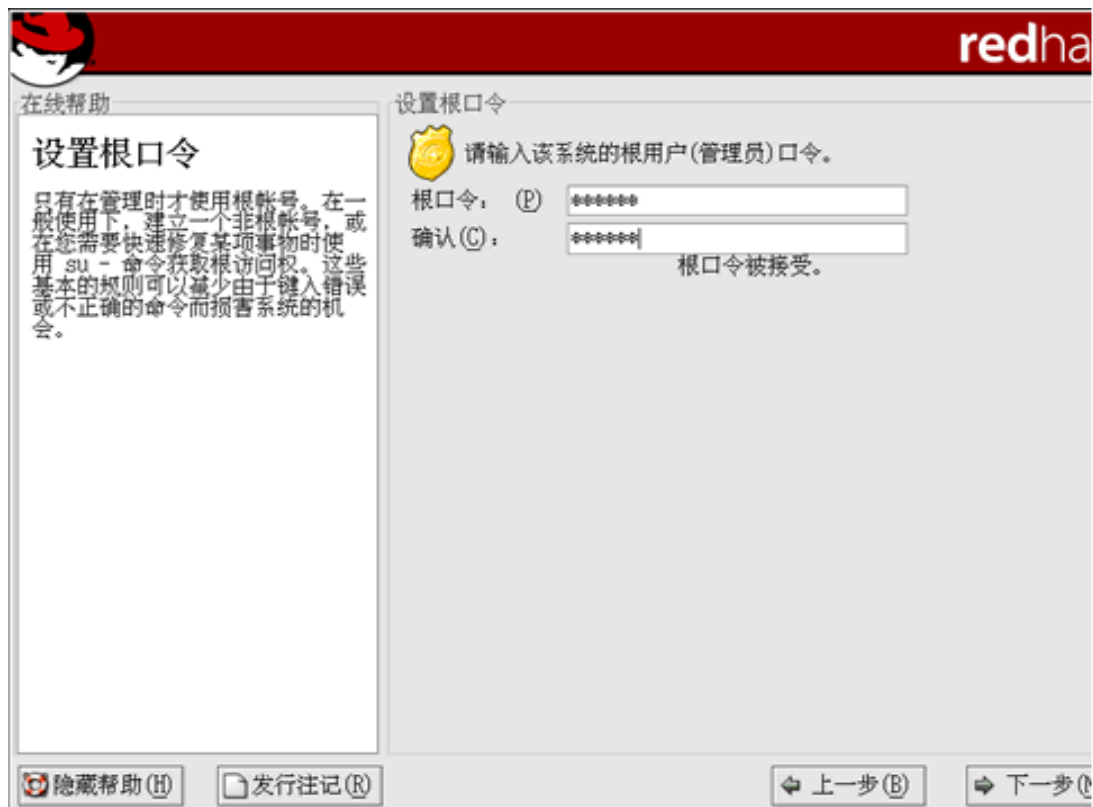 redha
在线帮助
设置根口令
只有在管理时才使用根帐号。在一
般使用下，建立一个非根帐号，或
在您需要快速修复某项事物时使
用 su - 命令获取根访问权。这些
基本的规则可以减少由于键入错误
或不正确的命令而损害系统的机
会。
设置根口令
请输入该系统的根用户(管理员)口令。
根口令： (P) ******
确认(C)： ******
根口令被接受。
隐藏帮助(H)
发行注记(R)
上一步(B)
下一步(N